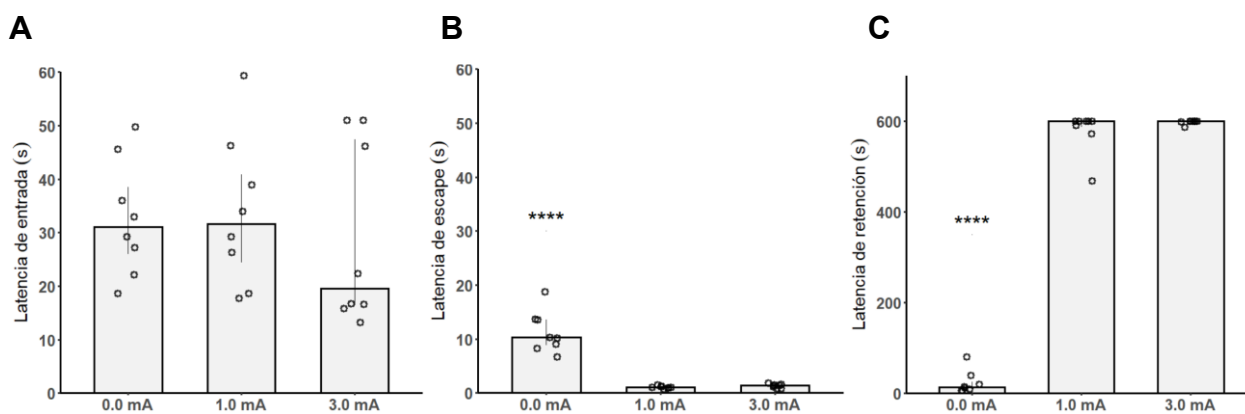 A
Latencia de entrada (s)
60
50
40
30
20
10
0
0.0 mA 1.0 mA 3.0 mA
B
Latencia de escape (s)
60
50
40
30
20
10
0
****
0.0 mA 1.0 mA 3.0 mA
C
Latencia de retención (s)
600
400
200
0
****
0.0 mA 1.0 mA 3.0 mA